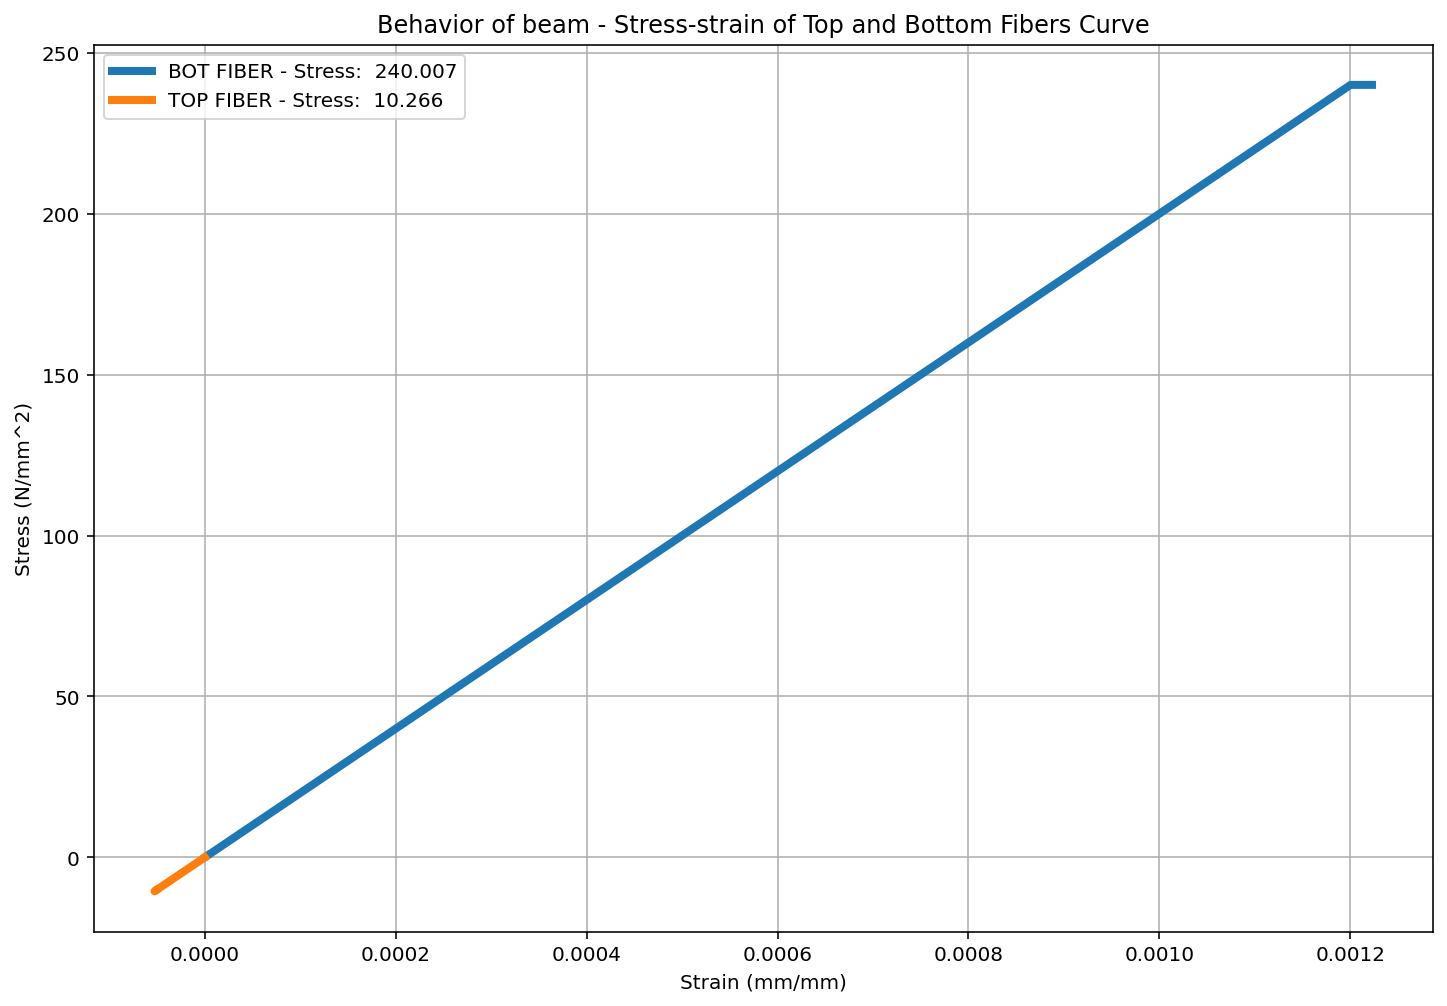 Behavior of beam - Stress-strain of Top and Bottom Fibers Curve
250
BOT FIBER - Stress:  240.007
TOP FIBER - Stress:  10.266
200
150
100
50
0
Stress (N/mm^2)
0.0000 0.0002 0.0004 0.0006 0.0008 0.0010 0.0012
Strain (mm/mm)